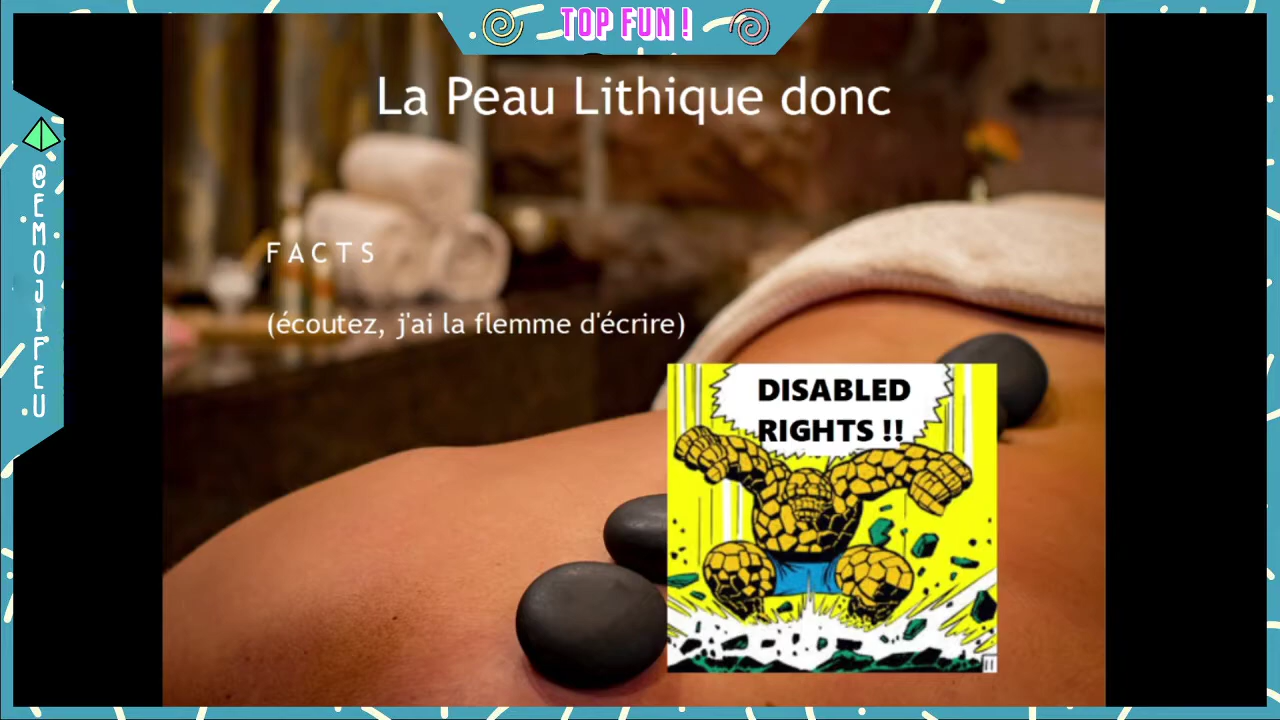 TOP FUN !
La Peau Lithique donc
@EMOJIFEU
FACTS
(écoutez, j'ai la flemme d'écrire)
DISABLED
RIGHTS !!